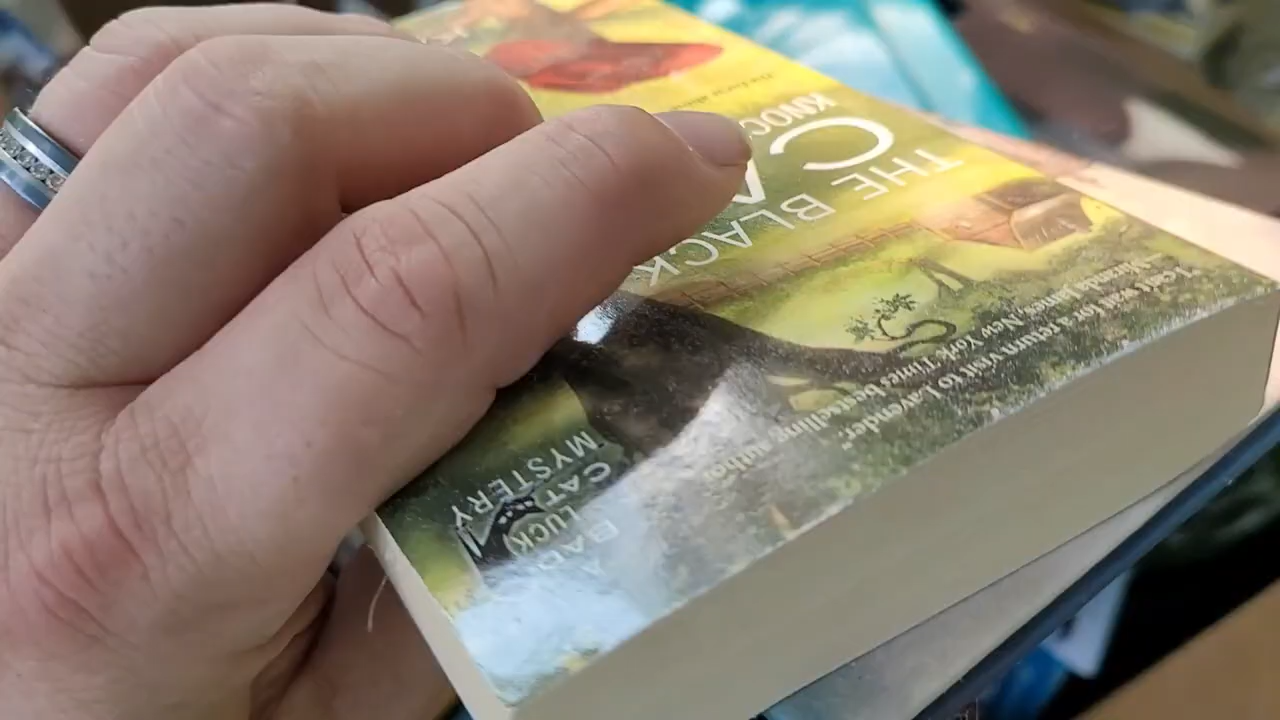 "I can't wait for a return visit to Lavender."
—Miranda James, New York Times bestselling author
A BAD
LUCK
CAT
MYSTERY
THE BLACK
CA
KNOC